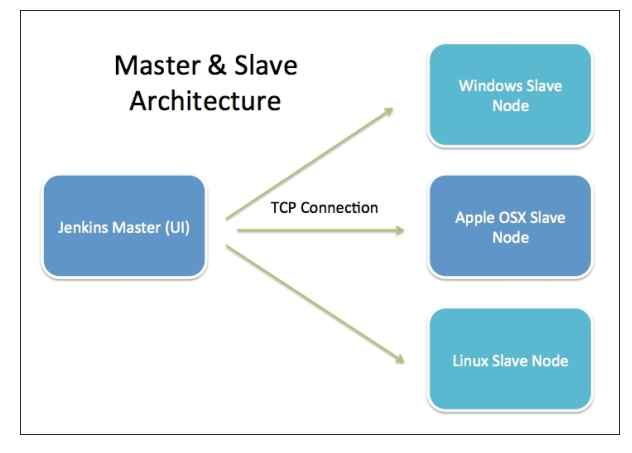 Master & Slave
Architecture
Windows Slave
Node
Jenkins Master (UI)
TCP Connection
Apple OSX Slave
Node
Linux Slave Node